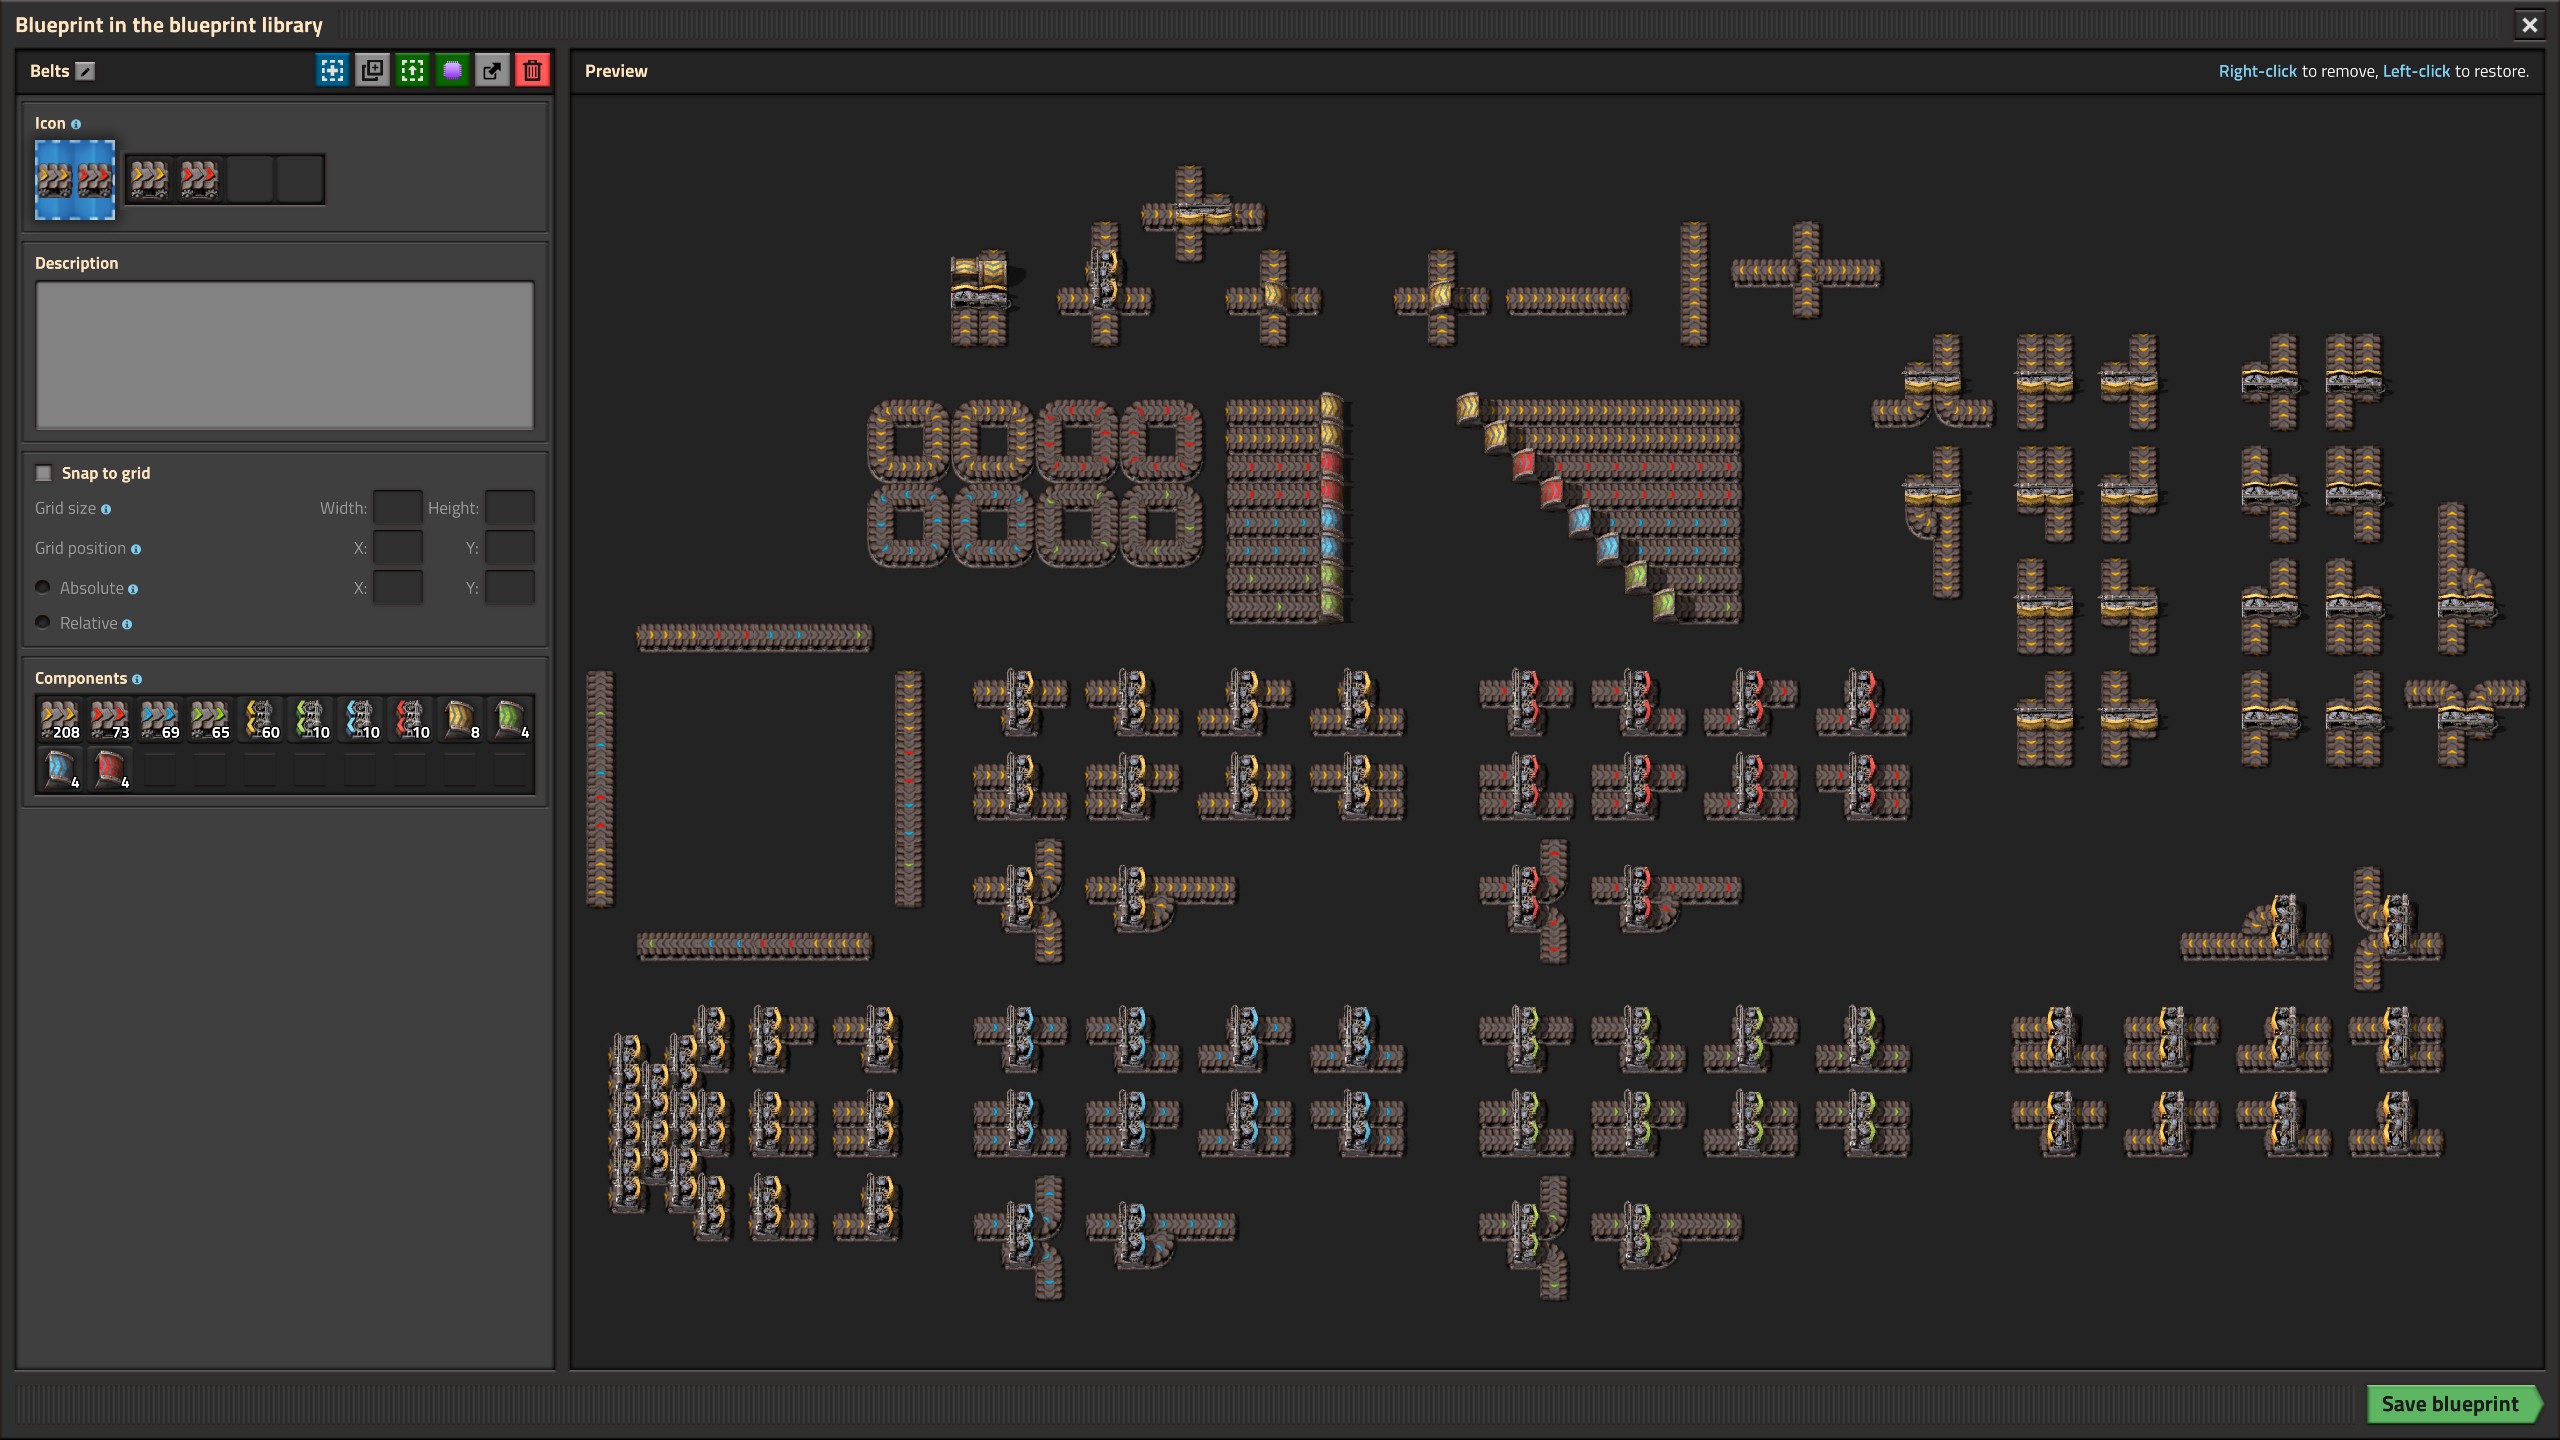 Blueprint in the blueprint library
Belts
Preview
Right-click to remove, Left-click to restore.
Icon
Description
Snap to grid
Grid size Width: Height:
Grid position X: Y:
Absolute X: Y:
Relative
Components
208 73 69 65 60 10 10 10 8 4
4 4
Save blueprint